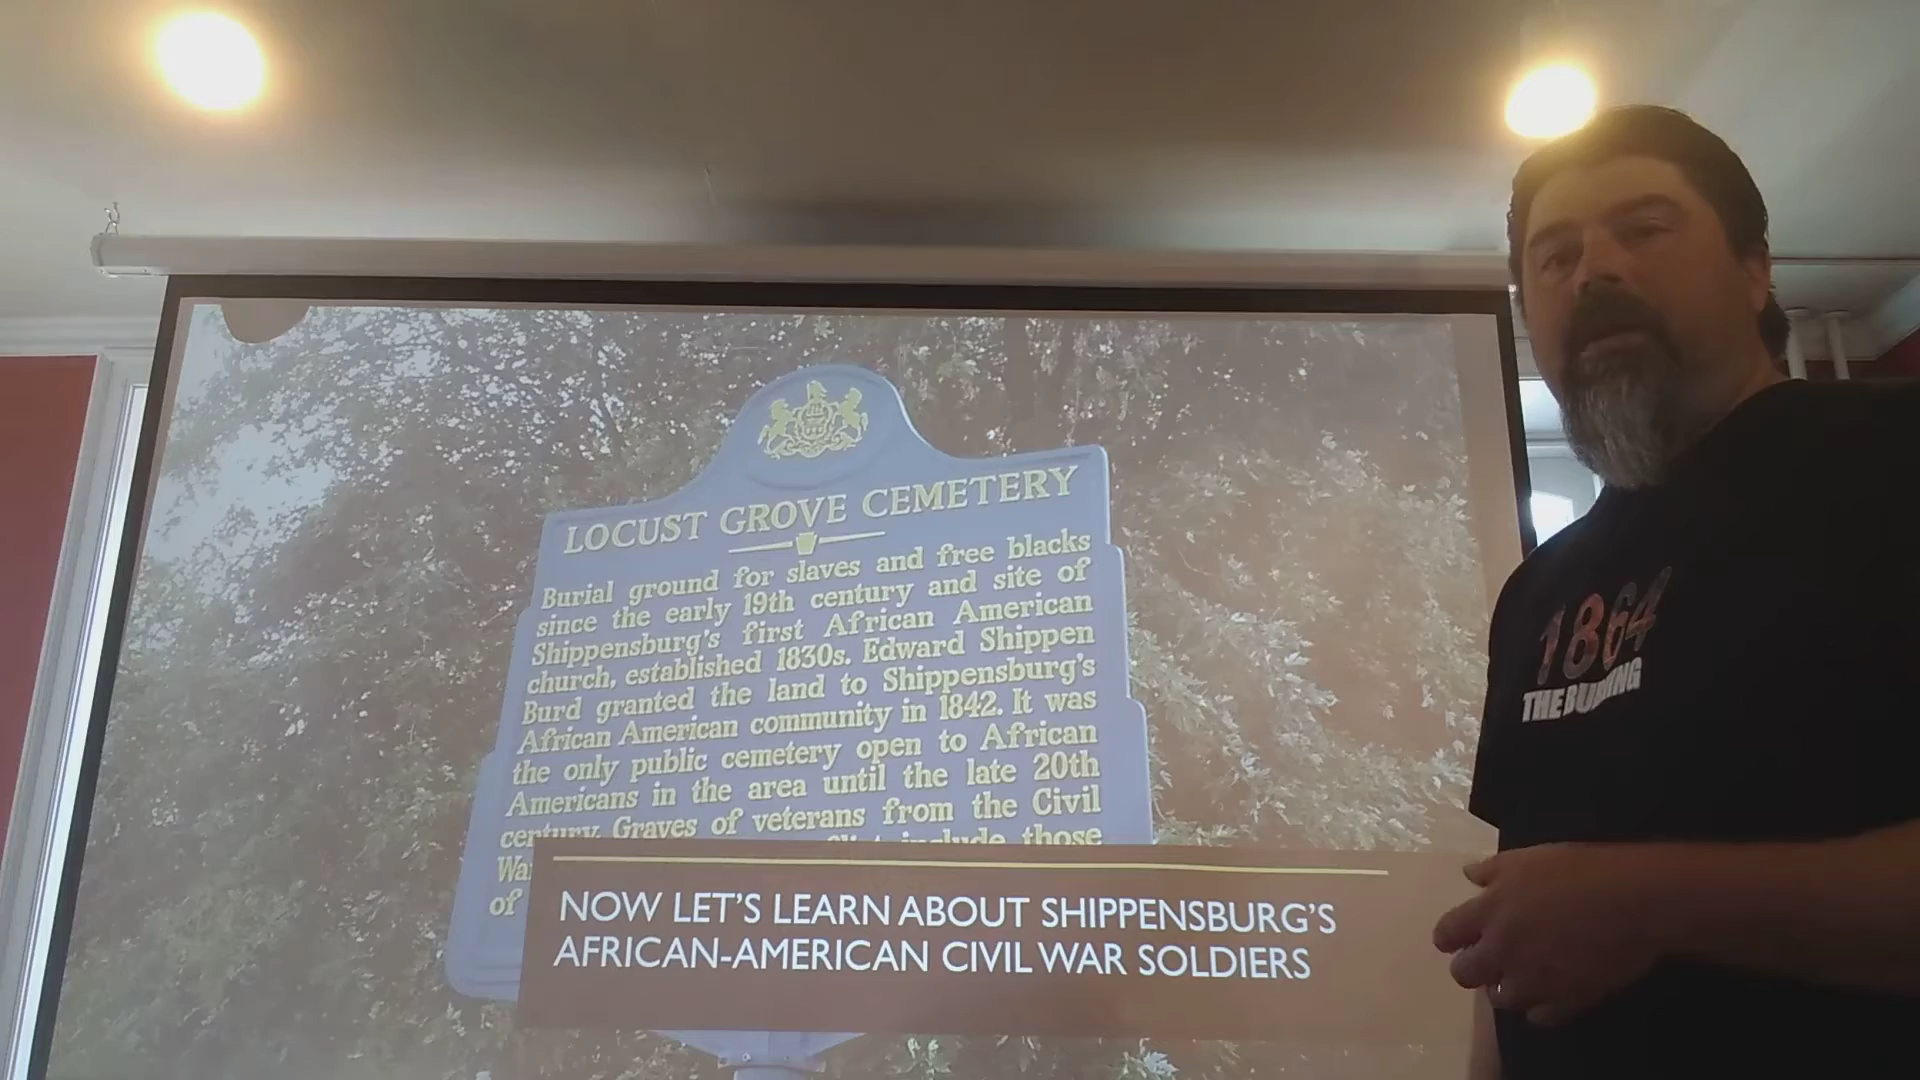 LOCUST GROVE CEMETERY
Burial ground for slaves and free blacks
since the early 19th century and site of
Shippensburg's first African American
church, established 1830s. Edward Shippen
Burd granted the land to Shippensburg's
African American community in 1842. It was
the only public cemetery open to African
Americans in the area until the late 20th
century. Graves of veterans from the Civil
include those
of
NOW LET'S LEARN ABOUT SHIPPENSBURG'S
AFRICAN-AMERICAN CIVIL WAR SOLDIERS
1864
THE BUILDING